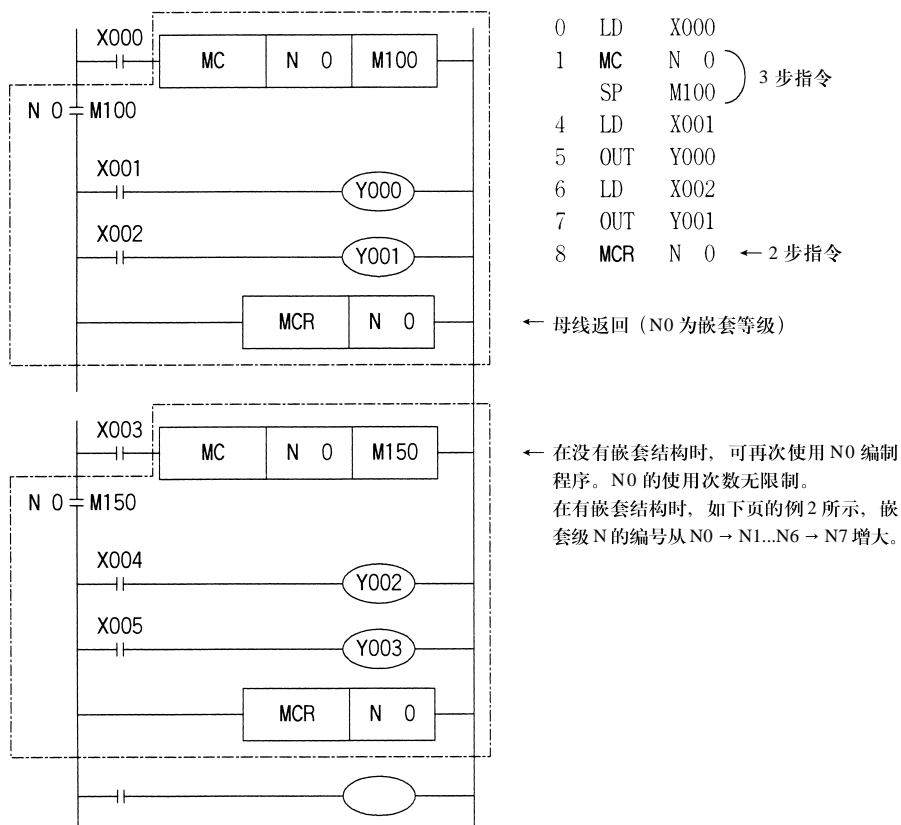 X000
MC N 0 M100
N 0 M100
X001
Y000
X002
Y001
MCR N 0
X003
MC N 0 M150
N 0 M150
X004
Y002
X005
Y003
MCR N 0
0 LD X000
1 MC N 0
SP M100
3 步指令
4 LD X001
5 OUT Y000
6 LD X002
7 OUT Y001
8 MCR N 0 ← 2 步指令
← 母线返回（N0 为嵌套等级）
← 在没有嵌套结构时，可再次使用 N0 编制
程序。N0 的使用次数无限制。
在有嵌套结构时，如下页的例 2 所示，嵌
套级 N 的编号从 N0 → N1...N6 → N7 增大。